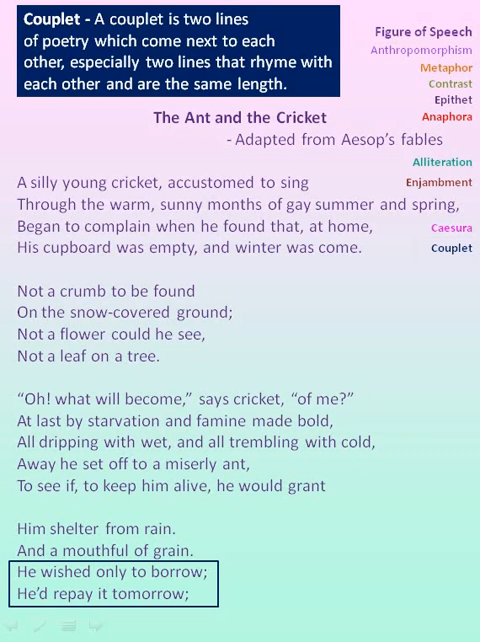 Couplet - A couplet is two lines
of poetry which come next to each
other, especially two lines that rhyme with
each other and are the same length.
Figure of Speech
Anthropomorphism
Metaphor
Contrast
Epithet
Anaphora
Alliteration
Enjambment
Caesura
Couplet
The Ant and the Cricket
- Adapted from Aesop's fables
A silly young cricket, accustomed to sing
Through the warm, sunny months of gay summer and spring,
Began to complain when he found that, at home,
His cupboard was empty, and winter was come.
Not a crumb to be found
On the snow-covered ground;
Not a flower could he see,
Not a leaf on a tree.
“Oh! what will become,” says cricket, “of me?”
At last by starvation and famine made bold,
All dripping with wet, and all trembling with cold,
Away he set off to a miserly ant,
To see if, to keep him alive, he would grant
Him shelter from rain.
And a mouthful of grain.
He wished only to borrow;
He'd repay it tomorrow;